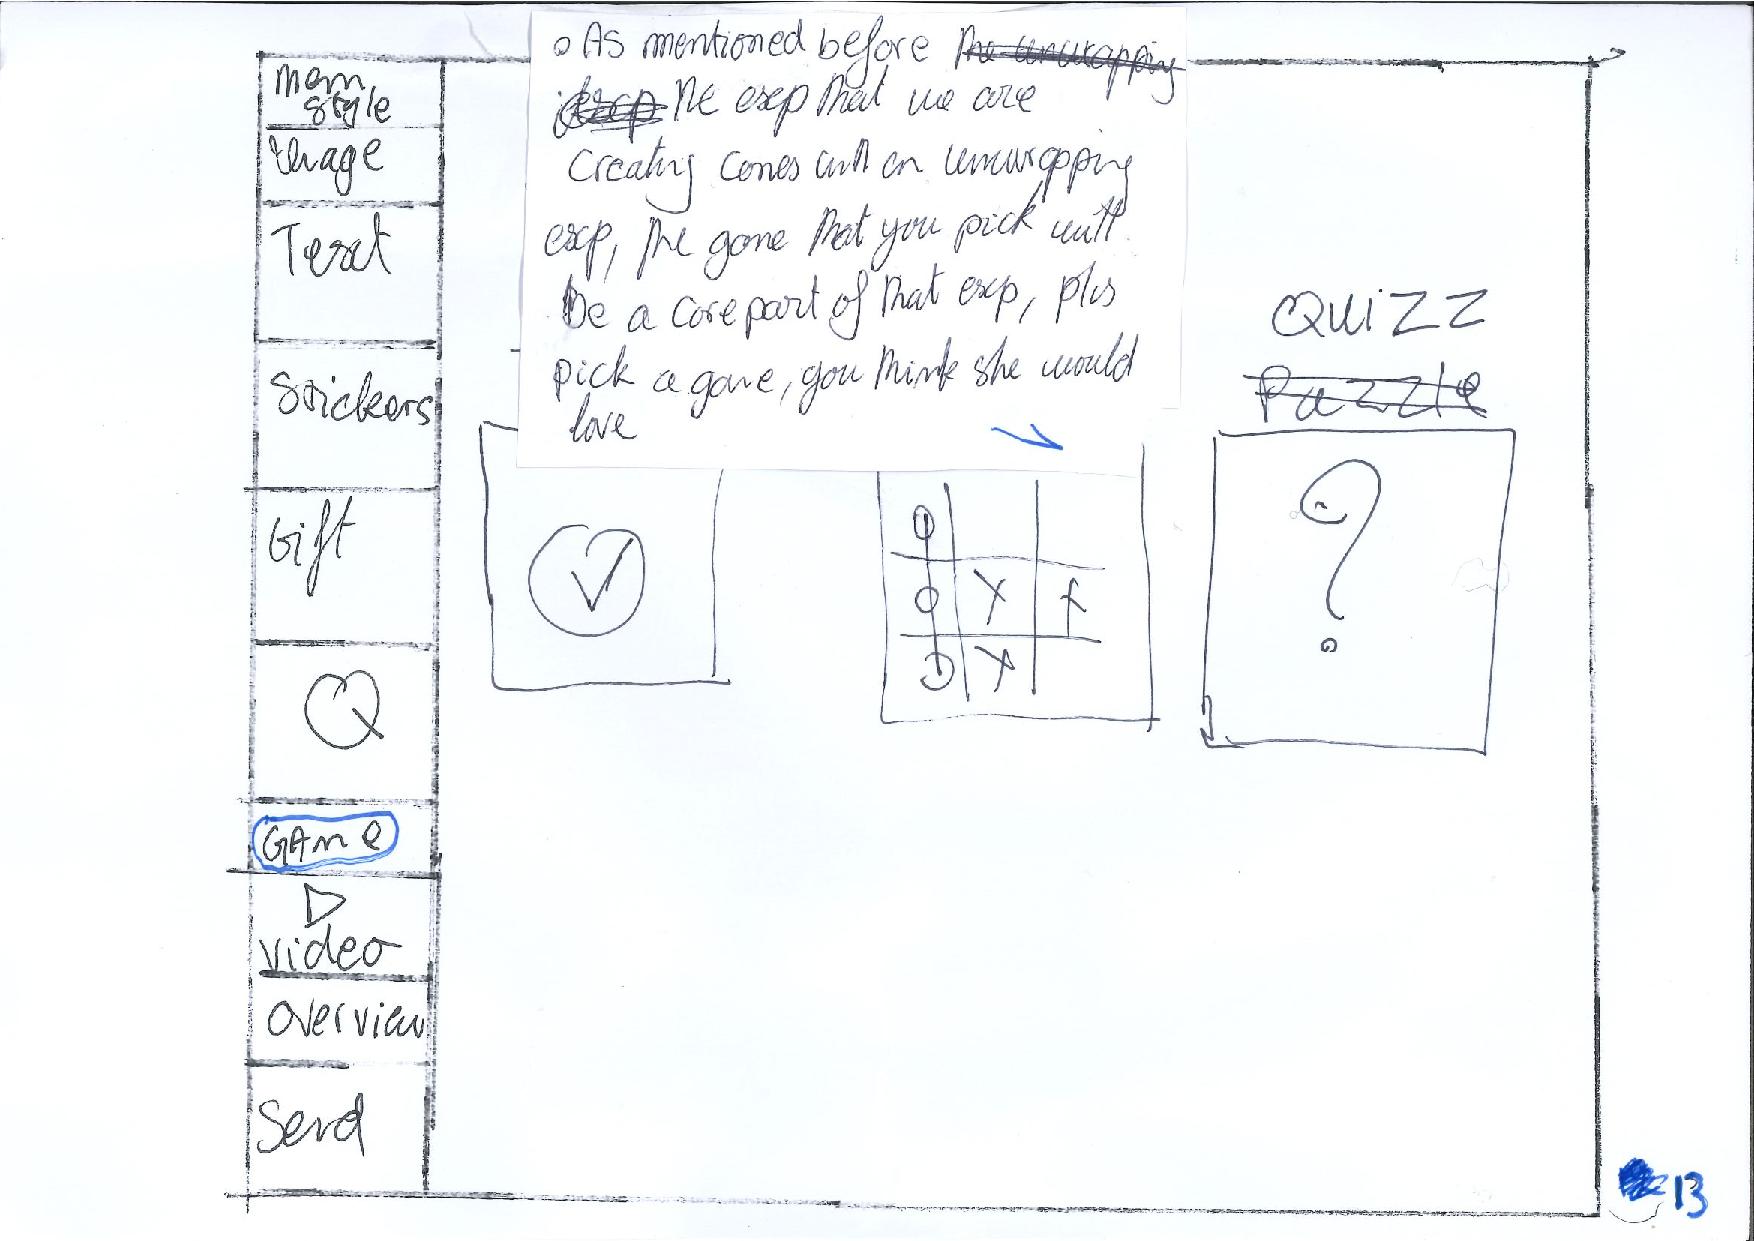 Mem
style
Image
Text
Stickers
Gift
GAME
Video
Overview
Send
As mentioned before the unwrapping
exp the exp that we are
creating comes with an unwrapping
exp, the game that you pick will
be a core part of that exp, plus
pick a game, you think she would
love
QUIZZ
Puzzle
O
O X X
O X
?
13